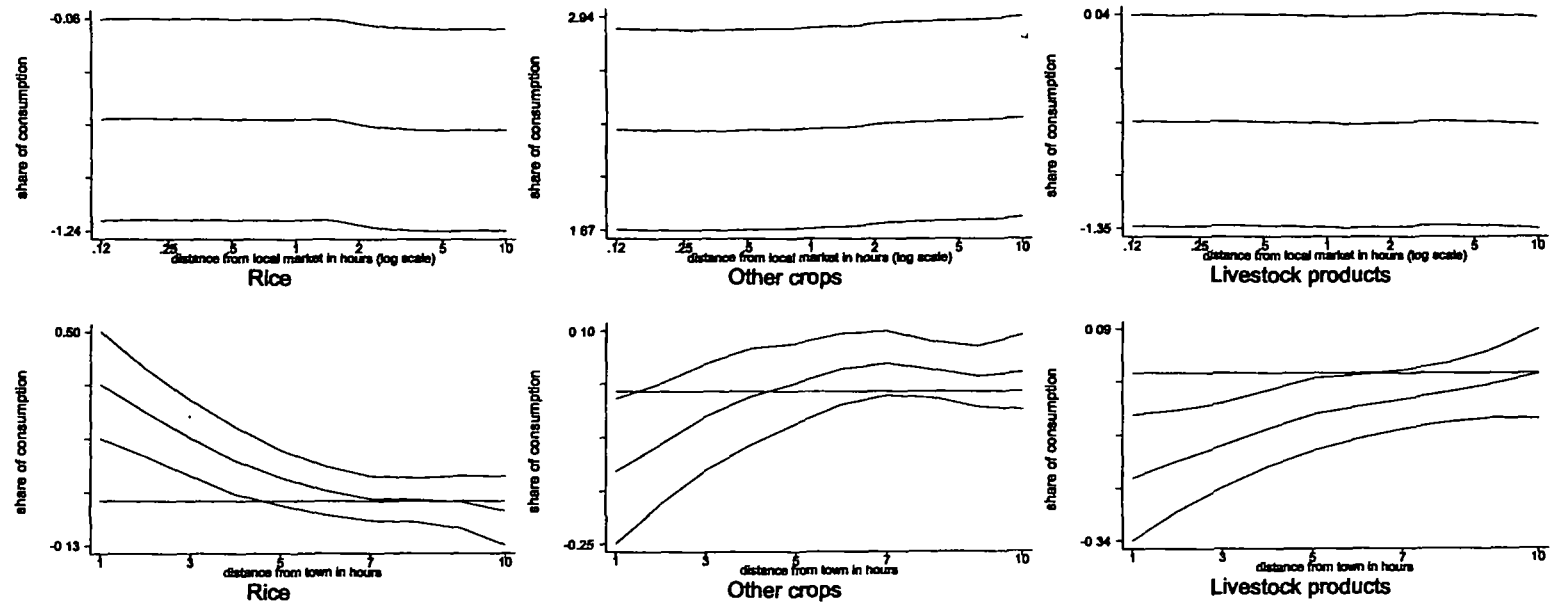 -0.06
share of consumption
-1.24
.12 .25 .5 1 2 5 10
distance from local market in hours (log scale)
Rice
2.94
share of consumption
1 67
.12 .25 .5 1 2 5 10
distance from local market in hours (log scale)
Other crops
0 04
share of consumption
-1.35
.12 .25 .5 1 2 5 10
distance from local market in hours (log scale)
Livestock products
0.50
share of consumption
-0 13
1 3 5 7 10
distance from town in hours
Rice
0 10
share of consumption
-0.25
1 3 5 7 10
distance from town in hours
Other crops
0 09
share of consumption
-0.34
1 3 5 7 10
distance from town in hours
Livestock products